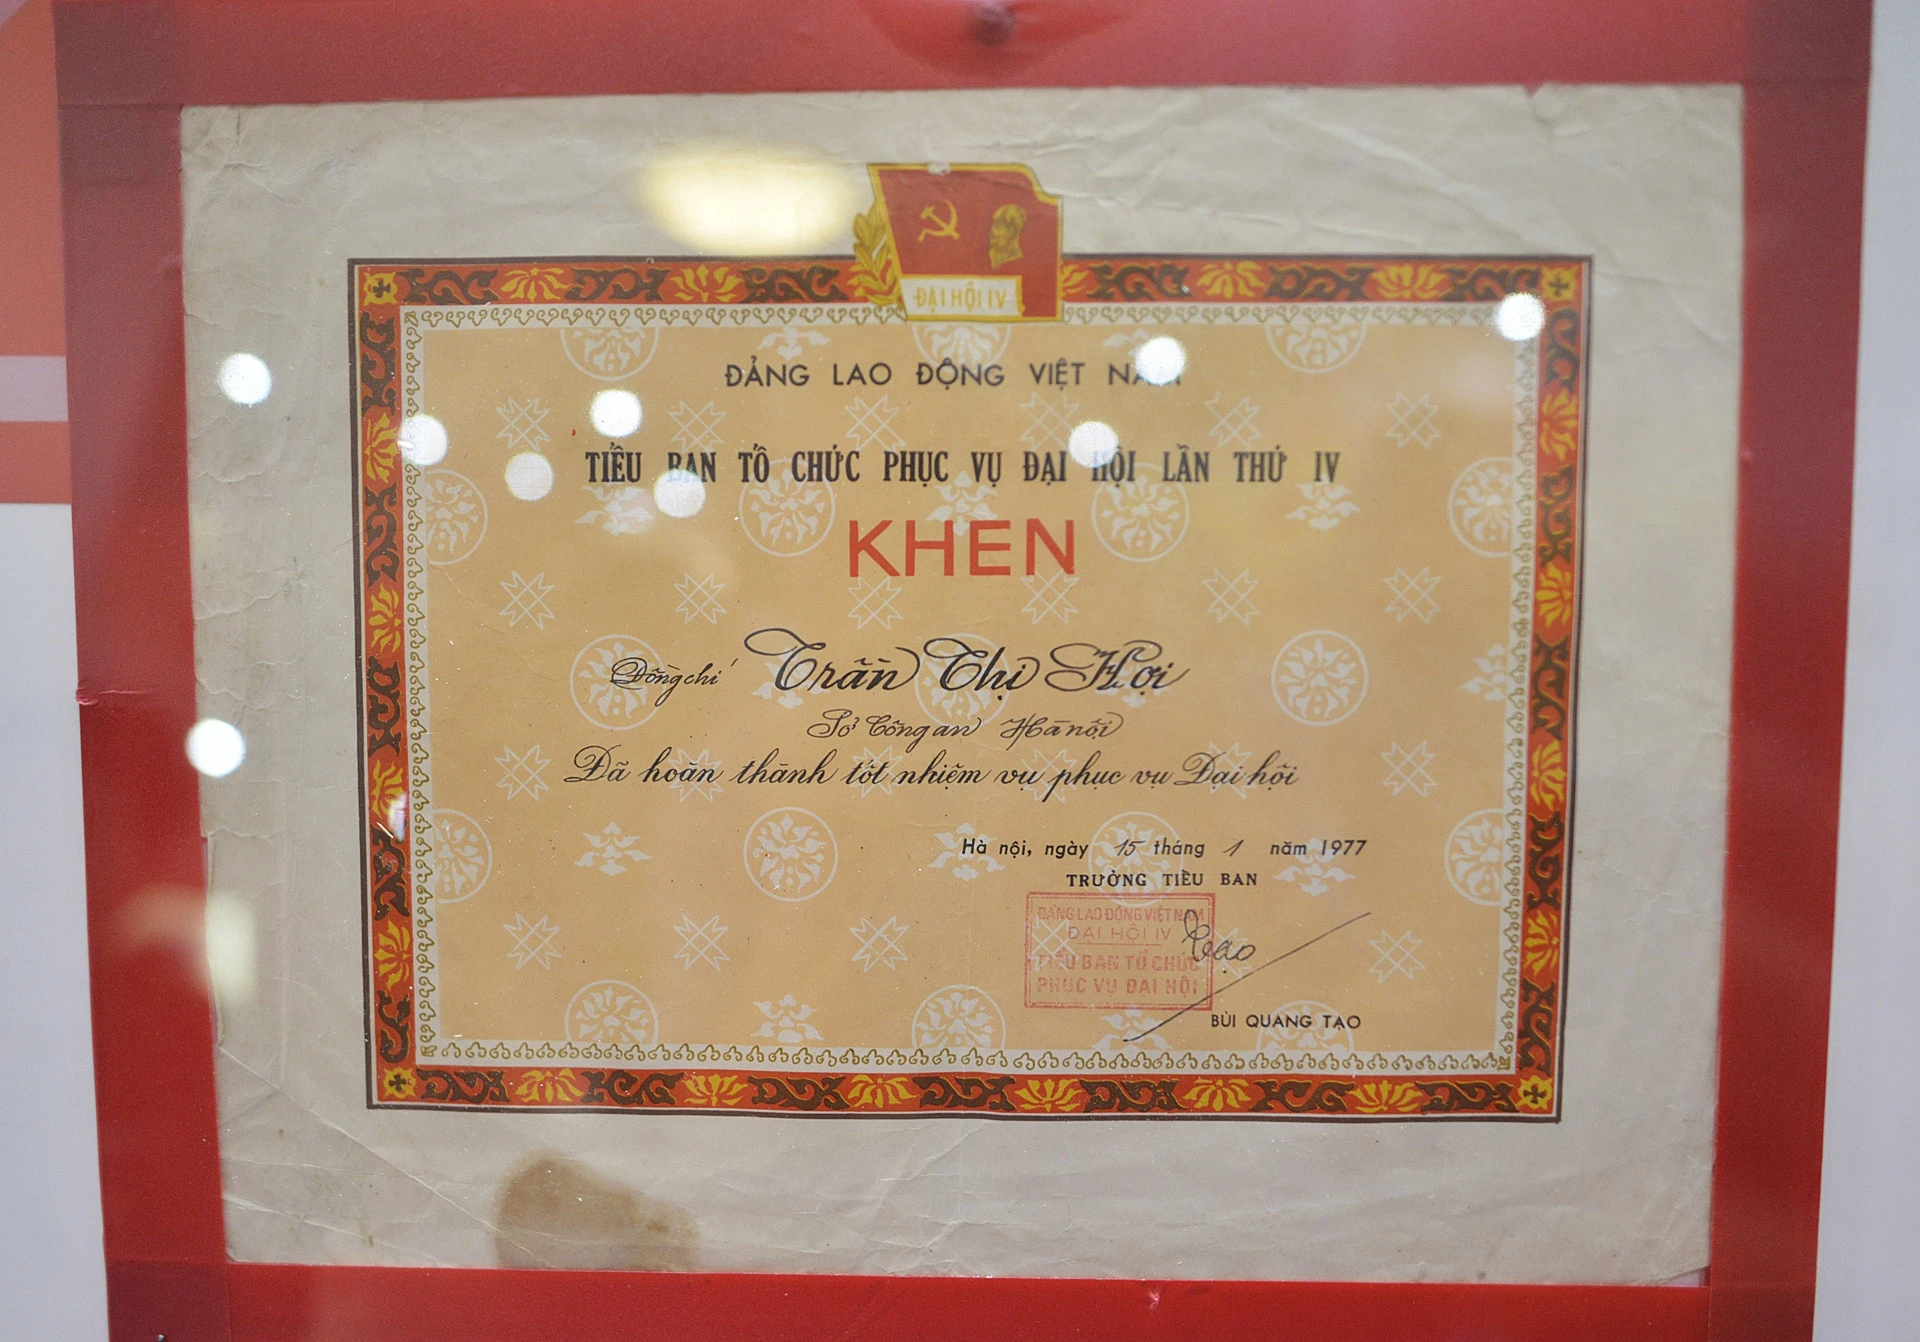 ĐẠI HỘI IV
ĐẢNG LAO ĐỘNG VIỆT NAM
TIỂU BAN TỔ CHỨC PHỤC VỤ ĐẠI HỘI LẦN THỨ IV
KHEN
Đồng chí Trần Thị Hợi
Sở Công an Hà nội
Đã hoàn thành tốt nhiệm vụ phục vụ Đại hội
Hà nội, ngày 15 tháng 1 năm 1977
TRƯỞNG TIỂU BAN
ĐẢNG LAO ĐỘNG VIỆT NAM
ĐẠI HỘI IV
TIỂU BAN TỔ CHỨC
PHỤC VỤ ĐẠI HỘI
Tạo
BÙI QUANG TẠO